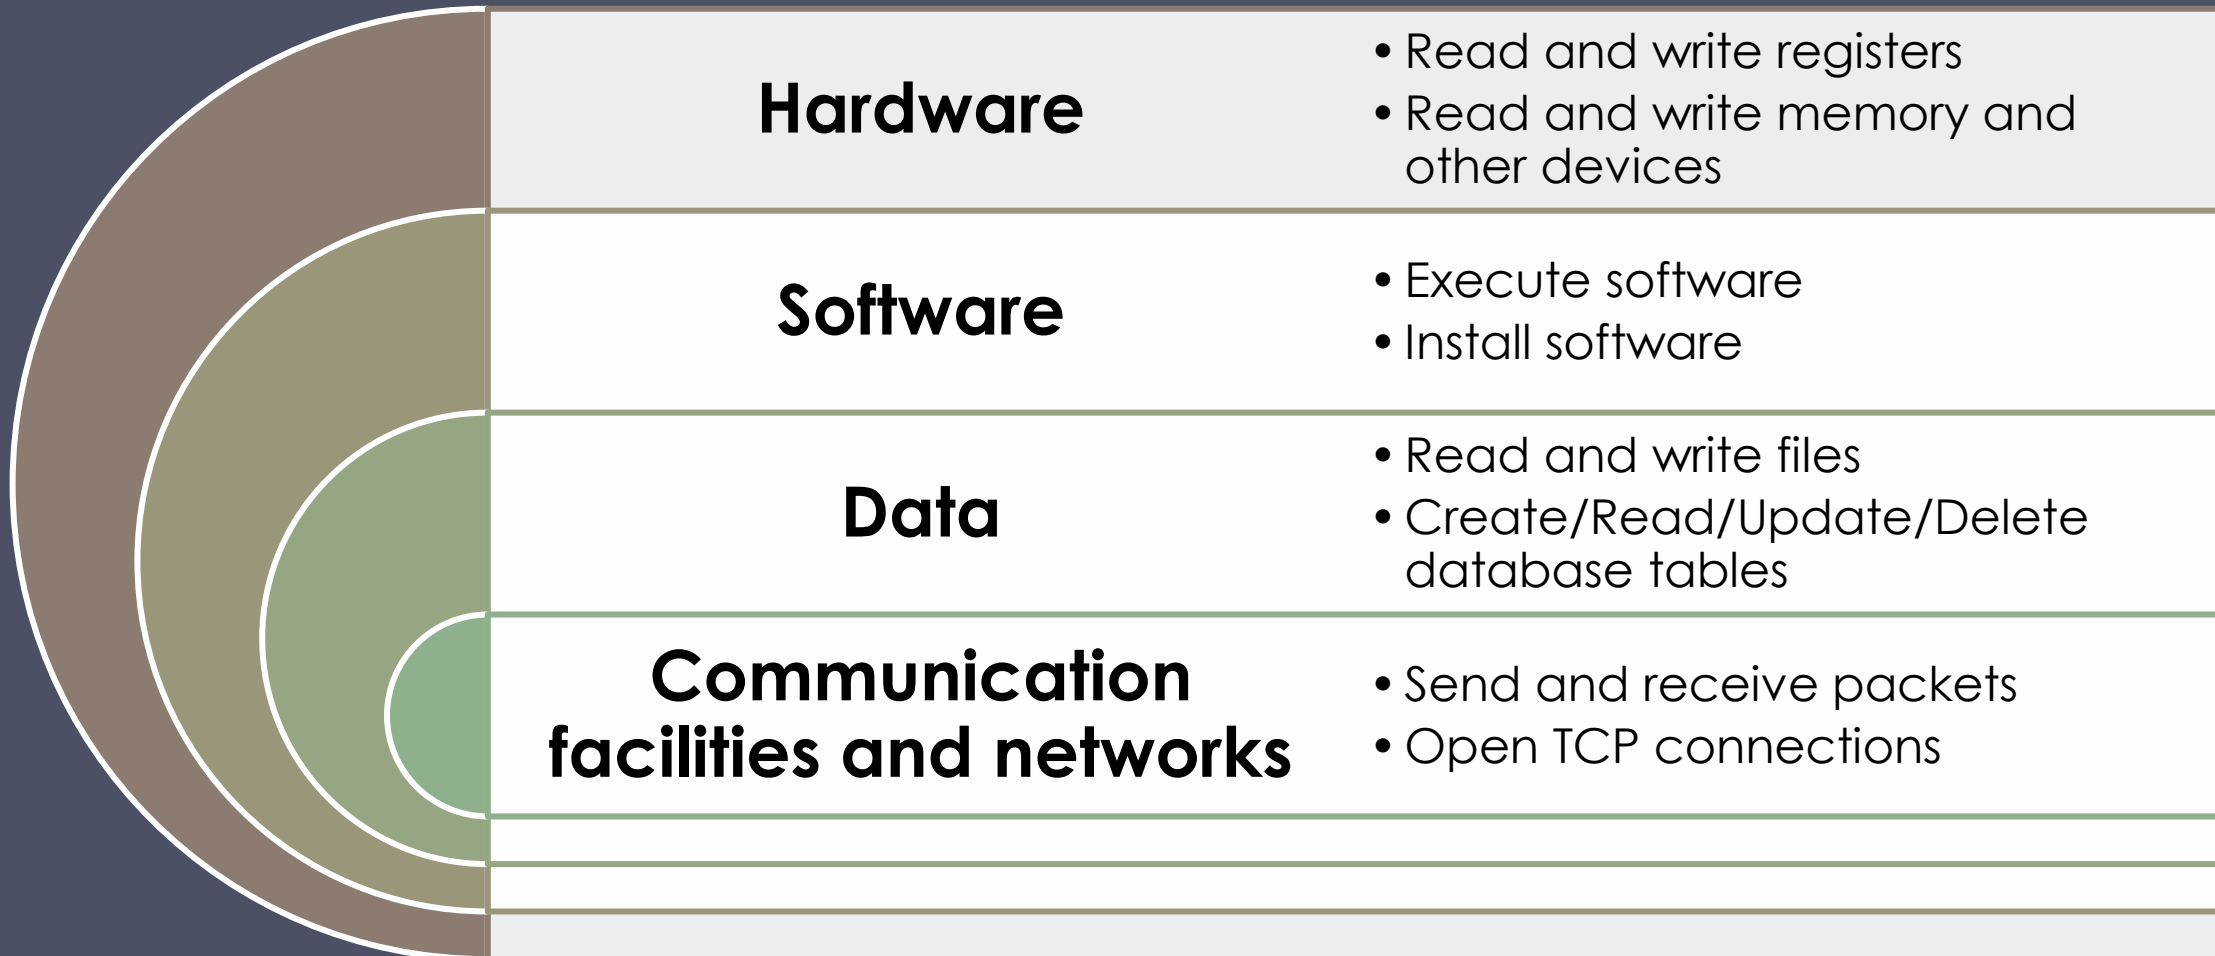 Hardware
• Read and write registers
• Read and write memory and
other devices
Software
• Execute software
• Install software
Data
• Read and write files
• Create/Read/Update/Delete
database tables
Communication
facilities and networks
• Send and receive packets
• Open TCP connections